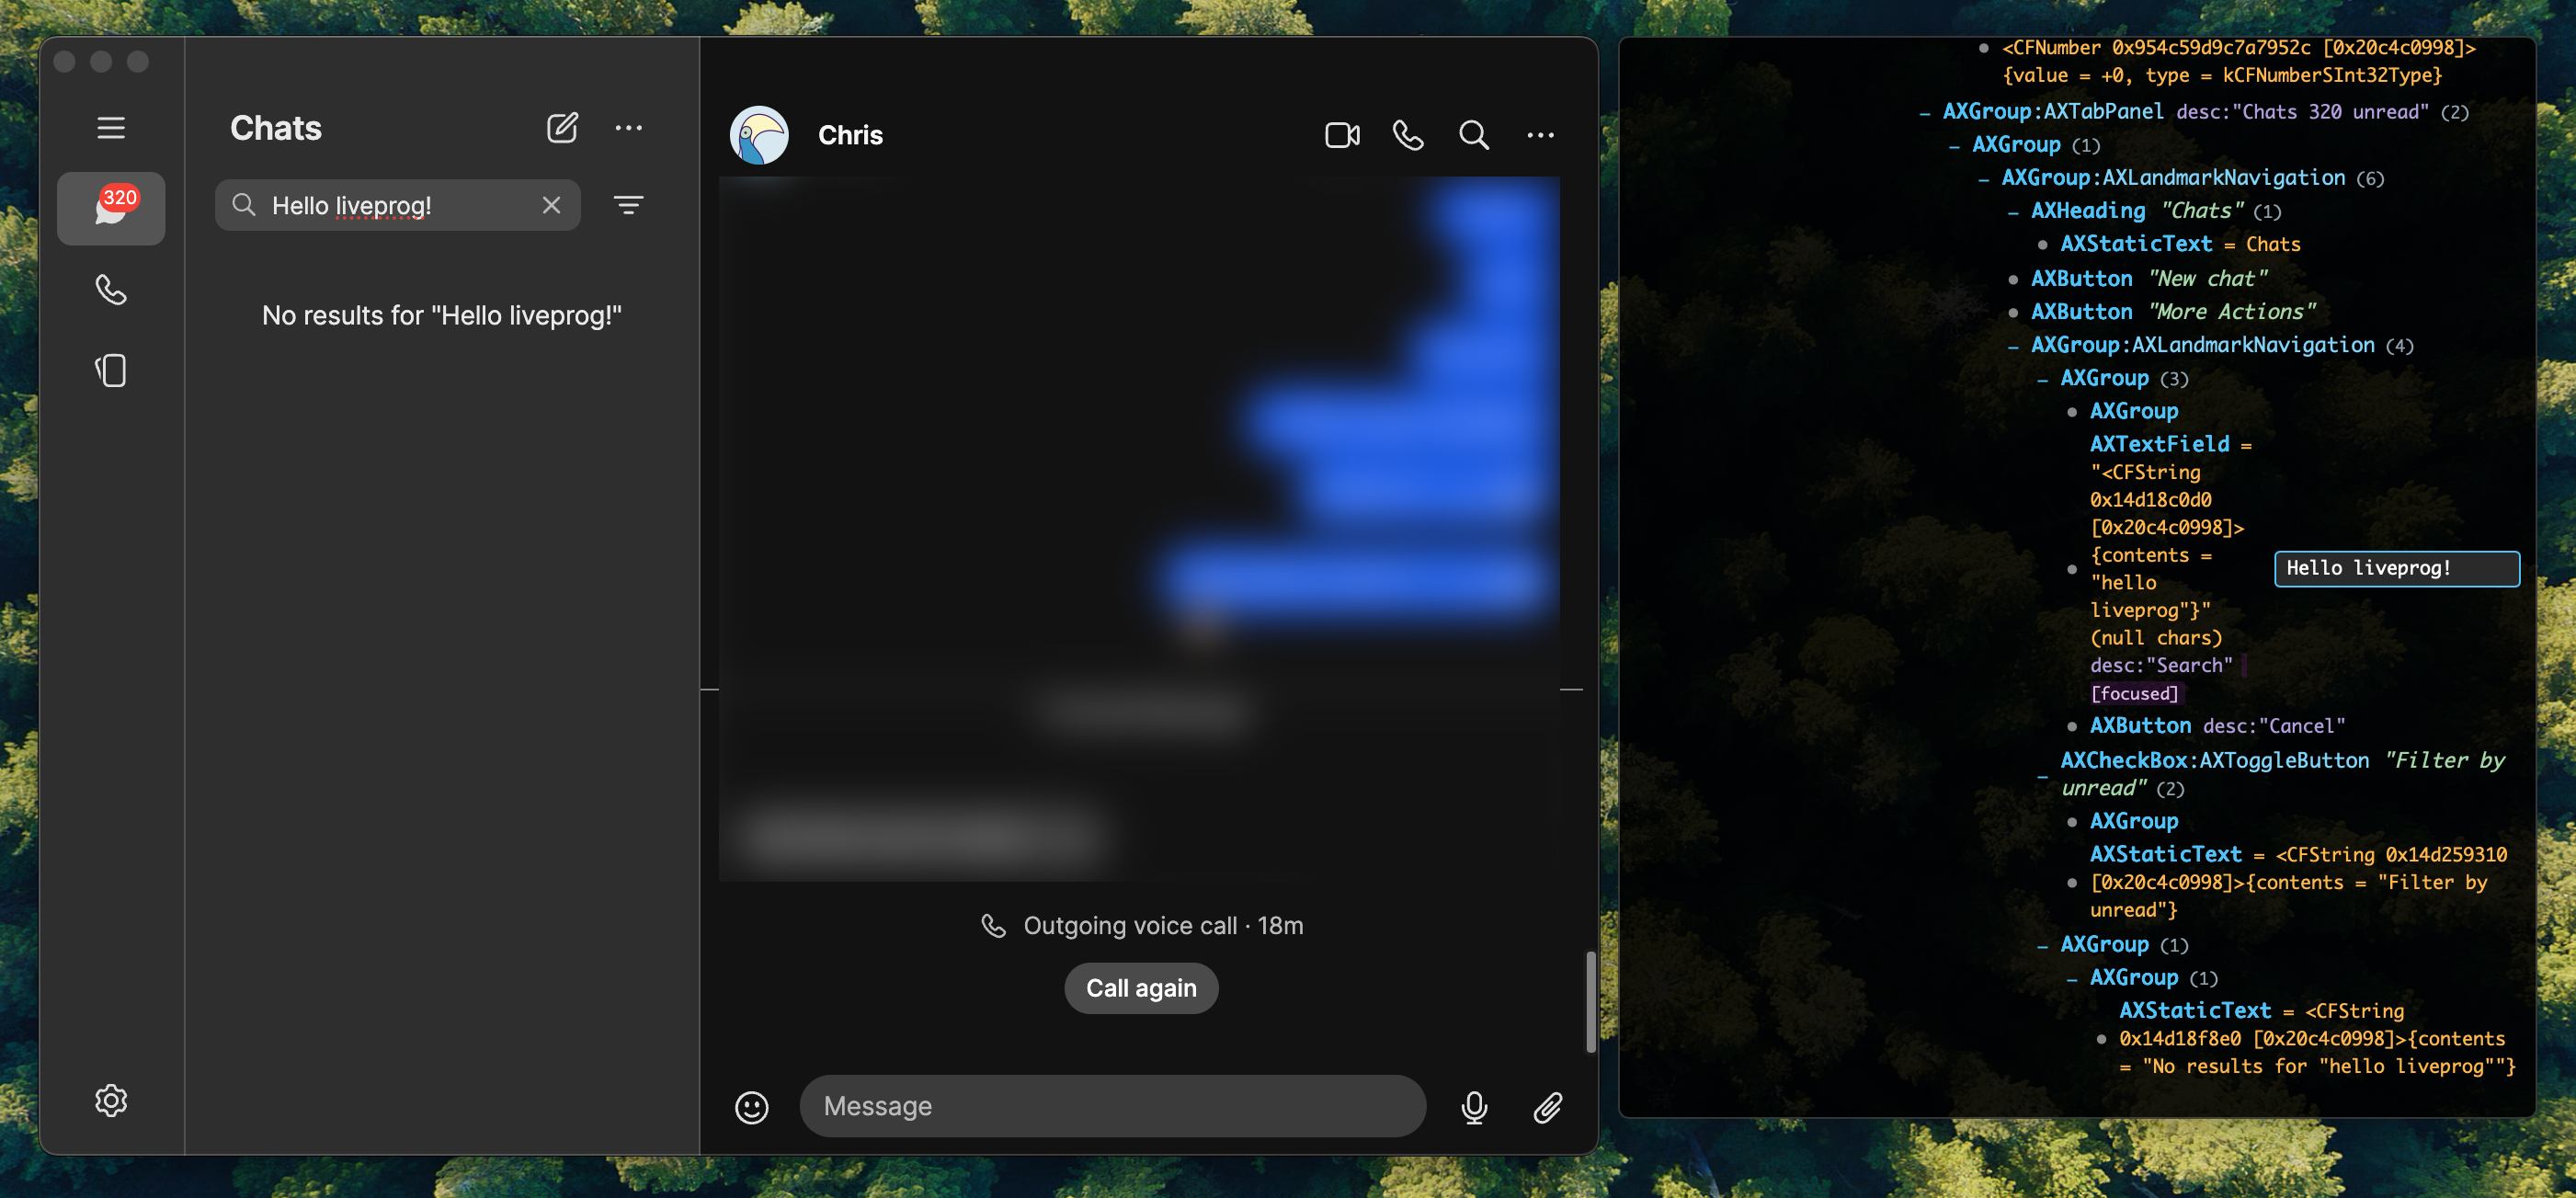 Chats
320
Hello liveprog!
No results for "Hello liveprog!"
Chris
Outgoing voice call · 18m
Call again
Message
<CFNumber 0x954c59d9c7a7952c [0x20c4c0998]>
{value = +0, type = kCFNumberSInt32Type}
– AXGroup:AXTabPanel desc:"Chats 320 unread" (2)
– AXGroup (1)
– AXGroup:AXLandmarkNavigation (6)
– AXHeading "Chats" (1)
AXStaticText = Chats
AXButton "New chat"
AXButton "More Actions"
– AXGroup:AXLandmarkNavigation (4)
– AXGroup (3)
AXGroup
AXTextField =
"<CFString
0x14d18c0d0
[0x20c4c0998]>
{contents =
"hello
liveprog"}"
(null chars)
desc:"Search"
[focused]
Hello liveprog!
AXButton desc:"Cancel"
– AXCheckBox:AXToggleButton "Filter by
unread" (2)
AXGroup
AXStaticText = <CFString 0x14d259310
[0x20c4c0998]>{contents = "Filter by
unread"}
– AXGroup (1)
– AXGroup (1)
AXStaticText = <CFString
0x14d18f8e0 [0x20c4c0998]>{contents
= "No results for "hello liveprog""}